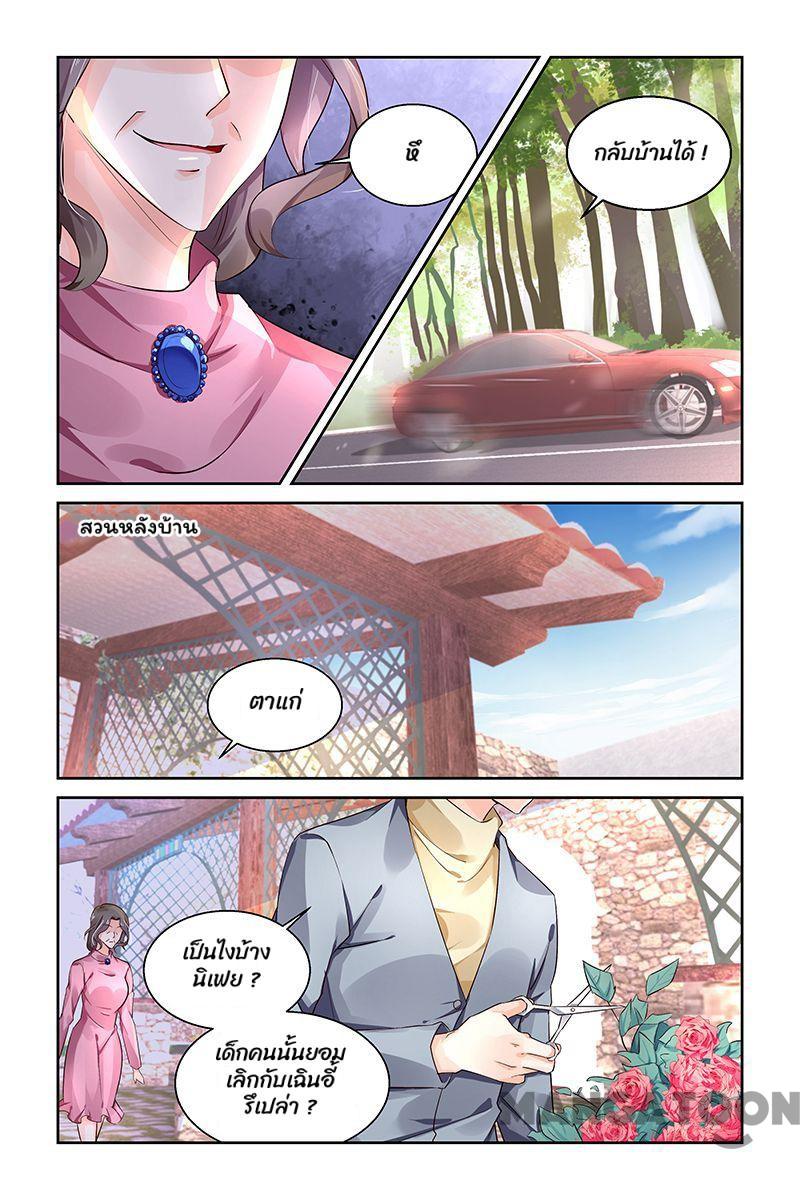 หึ
กลับบ้านได้ !
สวนหลังบ้าน
ตาแก่
เป็นไงบ้าง
นิเฟย ?
เด็กคนนั้นยอม
เลิกกับเฉินอี้
รึเปล่า ?
MANGATOON